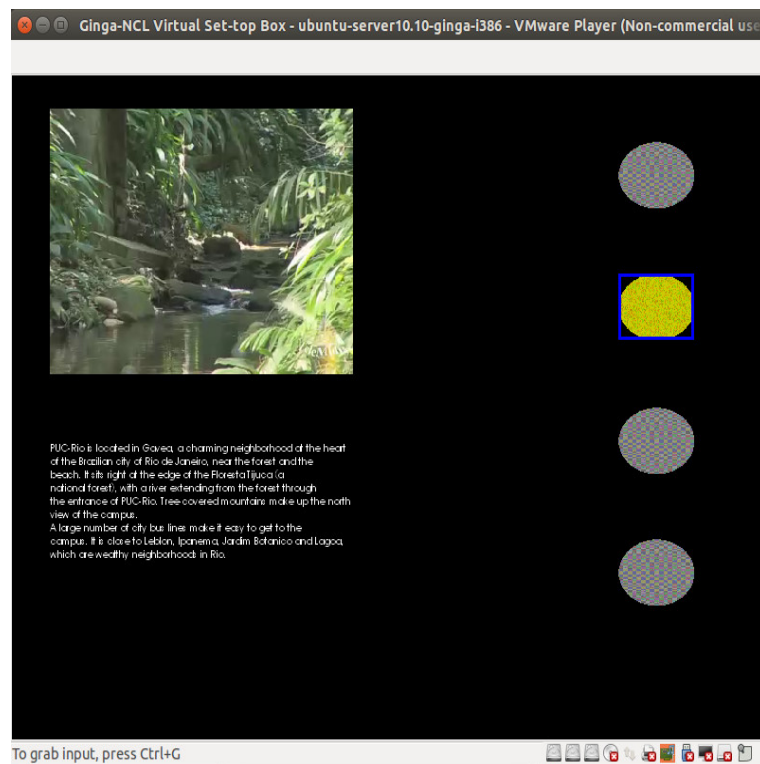 Ginga-NCL Virtual Set-top Box - ubuntu-server10.10-ginga-i386 - VMware Player (Non-commercial use
PUC-Rio is located in Gavea, a charming neighborhood at the heart
of the Brazilian city of Rio de Janeiro, near the forest and the
beach. It sits right at the edge of the Floresta Tijuca (a
national forest), with a river extending from the forest through
the entrance of PUC-Rio. Tree covered mountains make up the north
view of the campus.
A large number of city bus lines make it easy to get to the
campus. It is close to Leblon, Ipanema, Jardim Botanico and Lagoa,
which are wealthy neighborhoods in Rio.
To grab input, press Ctrl+G